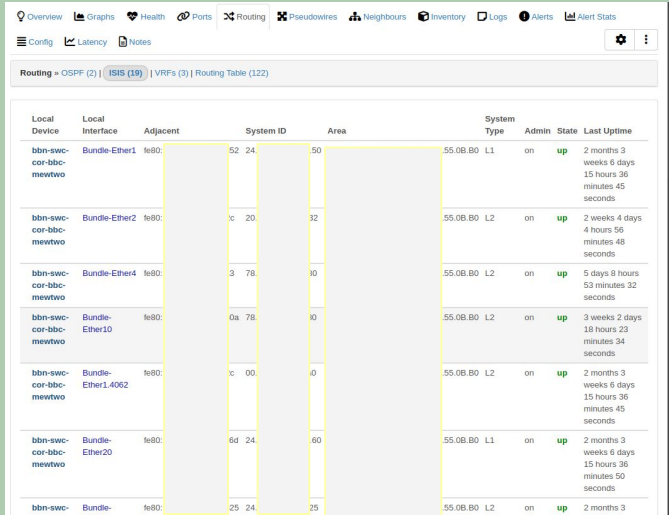 Overview Graphs Health Ports Routing Pseudowires Neighbours Inventory Logs Alerts Alert Stats
Config Latency Notes
Routing » OSPF (2) | ISIS (19) | VRFs (3) | Routing Table (122)
Local Device Local Interface Adjacent System ID Area System Type Admin State Last Uptime
bbn-swc- Bundle-Ether1 fe80: 52 24. .50 .55.0B.B0 L1 on up 2 months 3
cor-bbc- weeks 6 days
mewtwo 15 hours 36
minutes 45
seconds
bbn-swc- Bundle-Ether2 fe80: 20. 32 .55.0B.B0 L2 on up 2 weeks 4 days
cor-bbc- 4 hours 56
mewtwo minutes 48
seconds
bbn-swc- Bundle-Ether4 fe80: 3 78. .55.0B.B0 L2 on up 5 days 8 hours
cor-bbc- 53 minutes 32
mewtwo seconds
bbn-swc- Bundle- fe80: 0a 78. .55.0B.B0 L2 on up 3 weeks 2 days
cor-bbc- Ether10 18 hours 23
mewtwo minutes 34
seconds
bbn-swc- Bundle- fe80: 00. .55.0B.B0 L2 on up 2 months 3
cor-bbc- Ether1.4062 weeks 6 days
mewtwo 15 hours 36
minutes 45
seconds
bbn-swc- Bundle- fe80: 6d 24. .60 .55.0B.B0 L1 on up 2 months 3
cor-bbc- Ether20 weeks 6 days
mewtwo 15 hours 36
minutes 50
seconds
bbn-swc- Bundle- fe80: 25 24. 25 .55.0B.B0 L2 on up 2 months 3